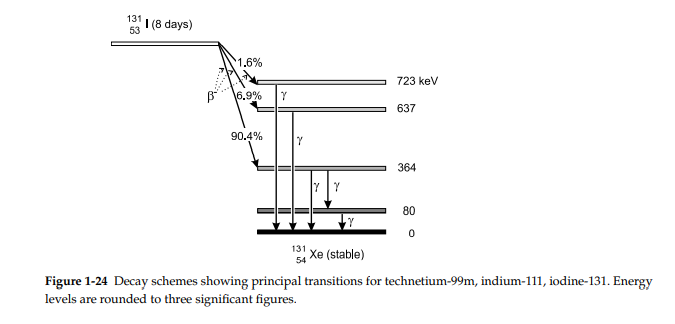 131
53 I (8 days)
1.6%
723 keV
β⁻ 6.9% γ
637
90.4%
γ
364
γ γ
80
γ
0
131
54 Xe (stable)
Figure 1-24 Decay schemes showing principal transitions for technetium-99m, indium-111, iodine-131. Energy
levels are rounded to three significant figures.